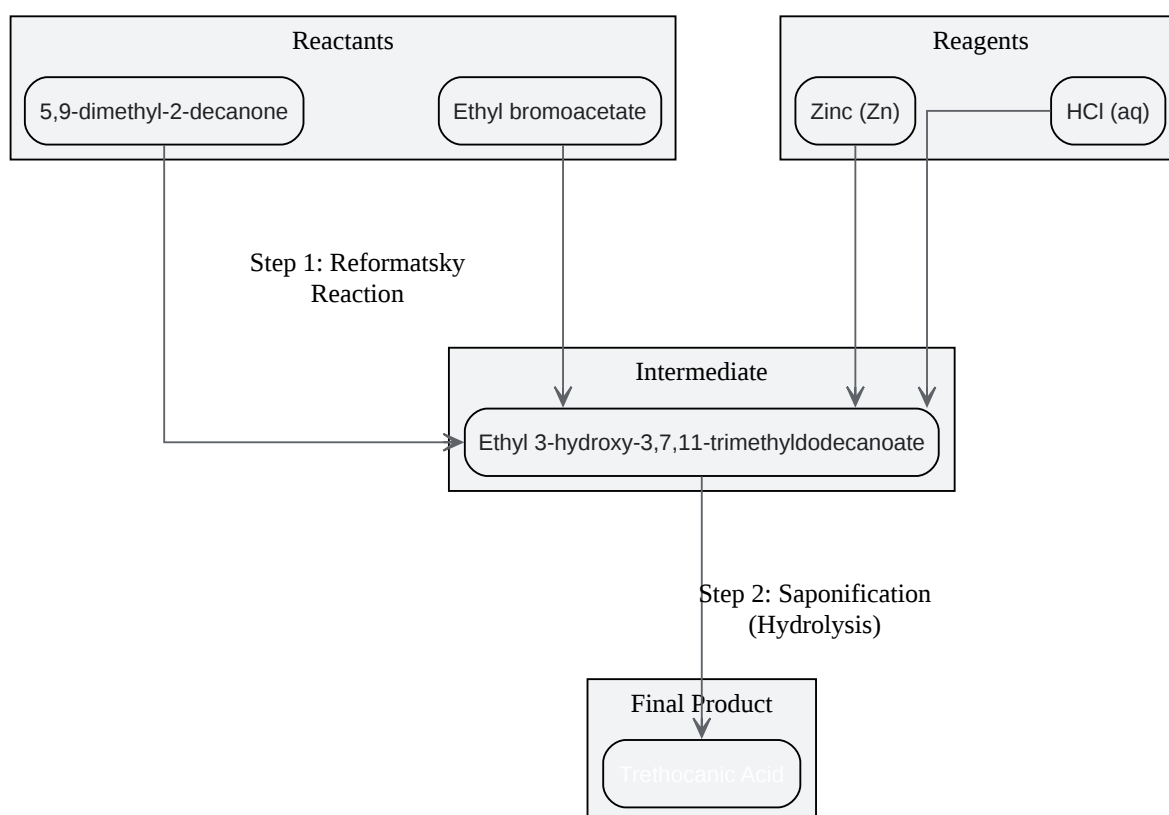 Reactants
Reagents
5,9-dimethyl-2-decanone
Ethyl bromoacetate
Zinc (Zn)
HCl (aq)
Step 1: Reformatsky
Reaction
Intermediate
Ethyl 3-hydroxy-3,7,11-trimethyldodecanoate
Step 2: Saponification
(Hydrolysis)
Final Product
Trethocanic Acid